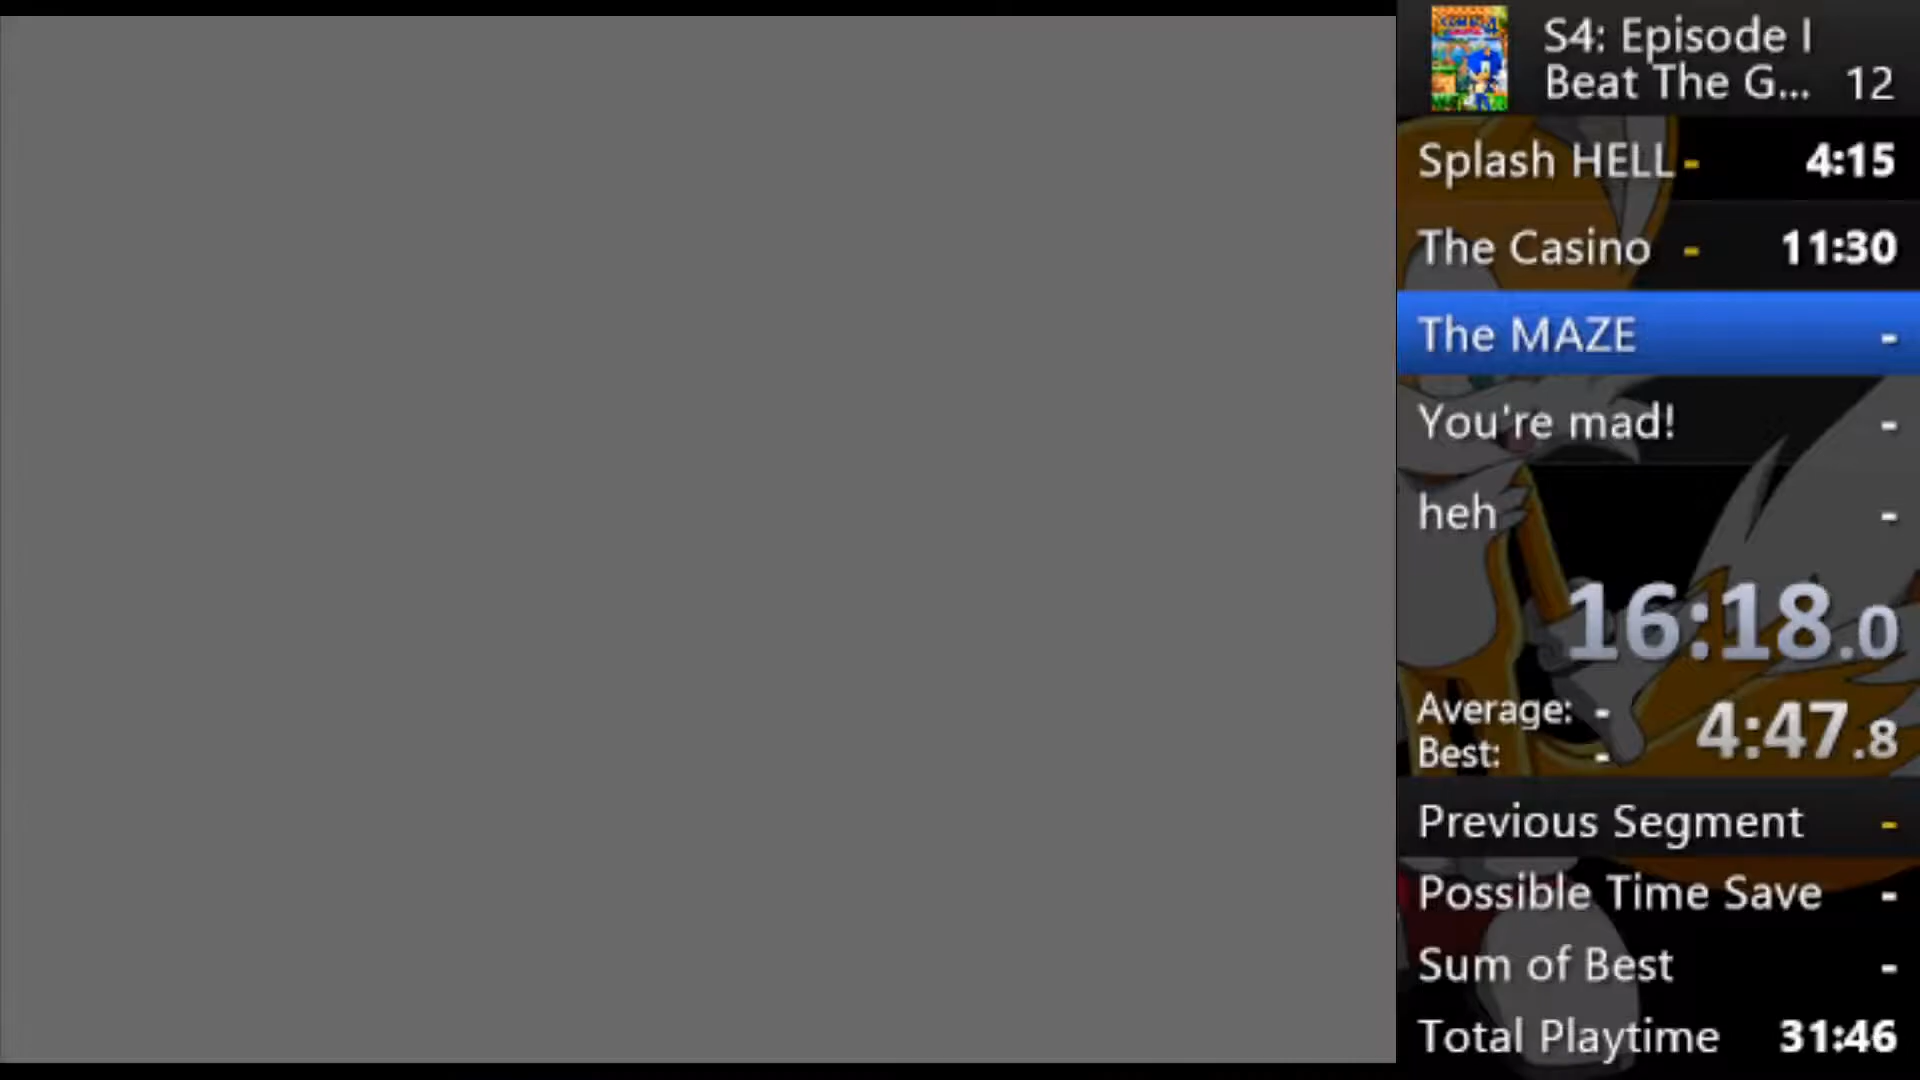 S4: Episode I
Beat The G... 12
Splash HELL - 4:15
The Casino - 11:30
The MAZE -
You're mad! -
heh -
16:18.0
Average: -
Best: -
4:47.8
Previous Segment -
Possible Time Save -
Sum of Best -
Total Playtime 31:46